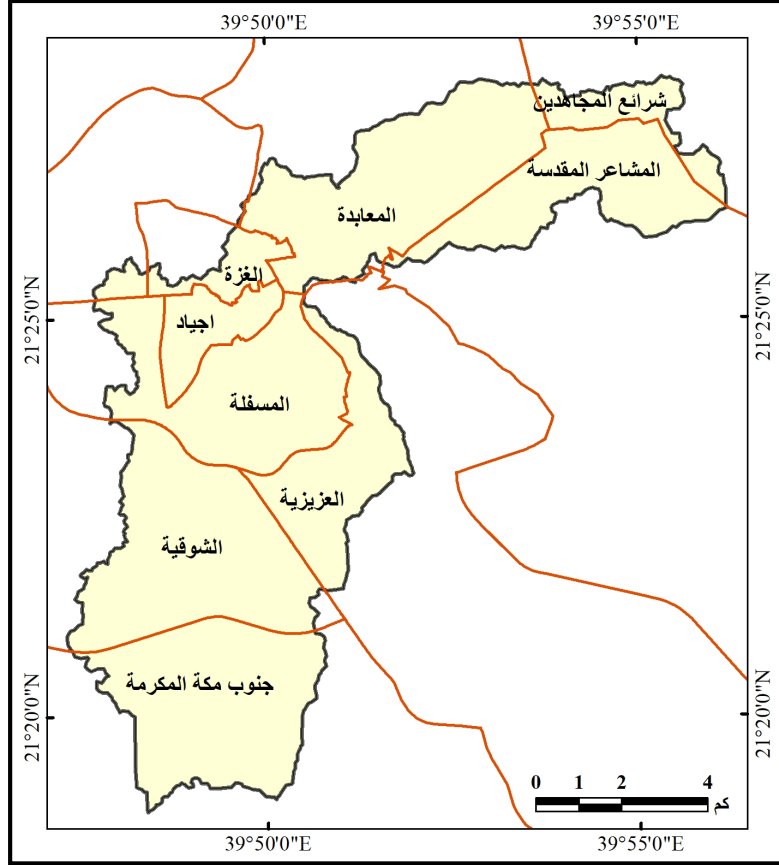 39°50'0"E
39°55'0"E
شرائع المجاهدين
المشاعر المقدسة
المعابدة
الغزة
21°25'0"N
اجياد
21°25'0"N
المسفلة
العزيزية
الشوقية
جنوب مكة المكرمة
21°20'0"N
21°20'0"N
0 1 2 4
كم
39°50'0"E
39°55'0"E